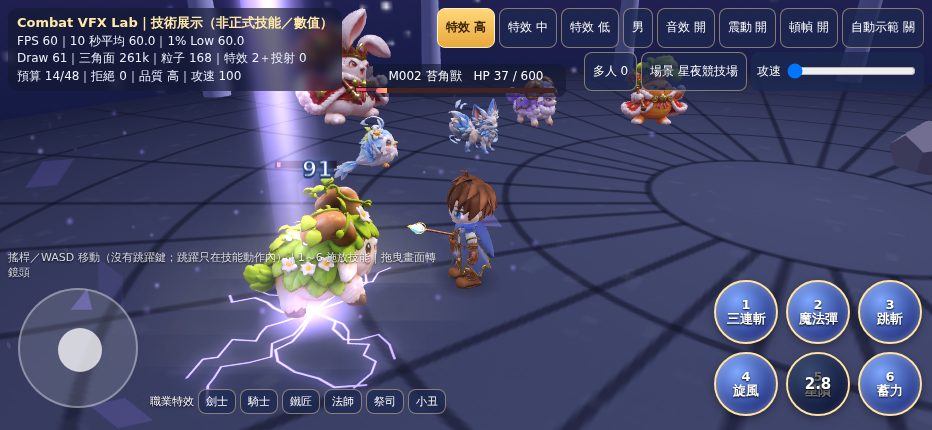 Combat VFX Lab｜技術展示（非正式技能／數值）
FPS 60｜10 秒平均 60.0｜1% Low 60.0
Draw 61｜三角面 261k｜粒子 168｜特效 2＋投射 0
預算 14/48｜拒絕 0｜品質 高｜攻速 100
特效 高
特效 中
特效 低
男
音效 開
震動 開
頓幀 開
自動示範 關
多人 0
場景 星夜競技場
攻速
M002 苔角獸 HP 37 / 600
91
搖桿／WASD 移動（沒有跳躍鍵；跳躍只在技能動作內）｜1～6 施放技能｜拖曳畫面轉
鏡頭
1
三連斬
2
魔法彈
3
跳斬
4
旋風
2.8
6
蓄力
職業特效
劍士
騎士
鐵匠
法師
祭司
小丑